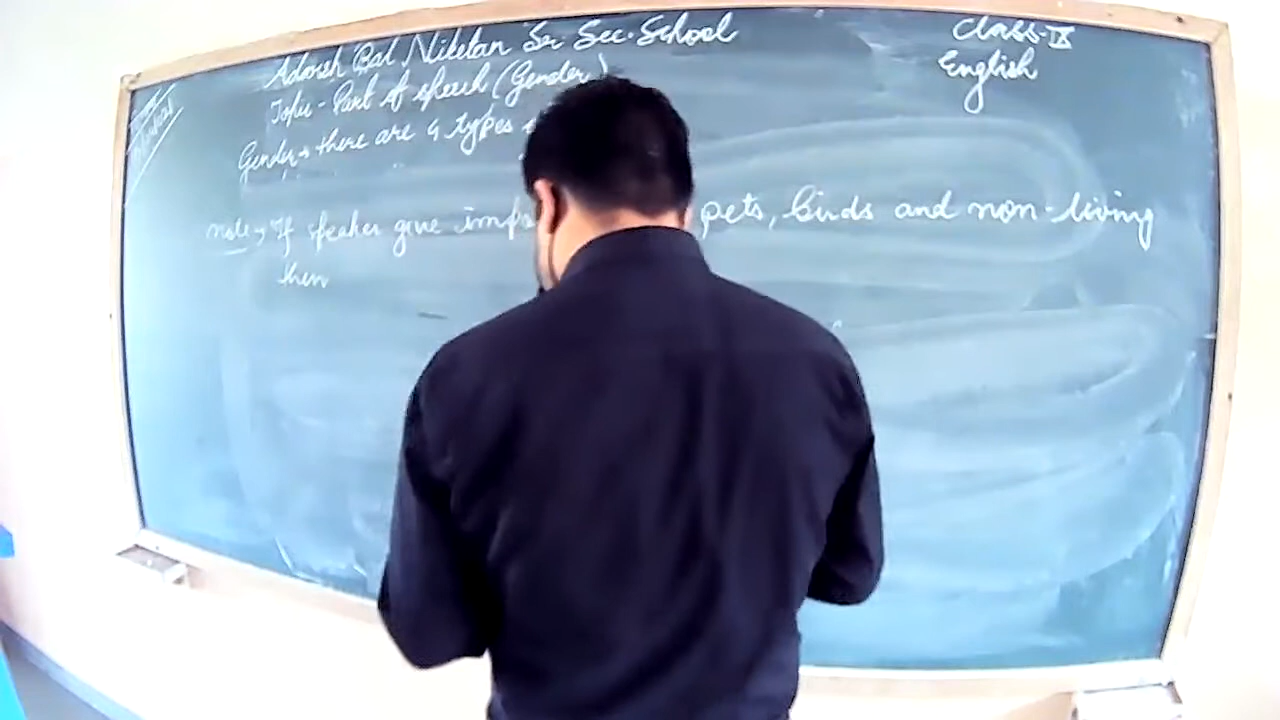 Adarsh Bal Niketan Sr. Sec. School
Class-IX
English
Topic - Part of speech (Gender)
Gender → there are 4 types
note → If speaker give pets, birds and non-living
then